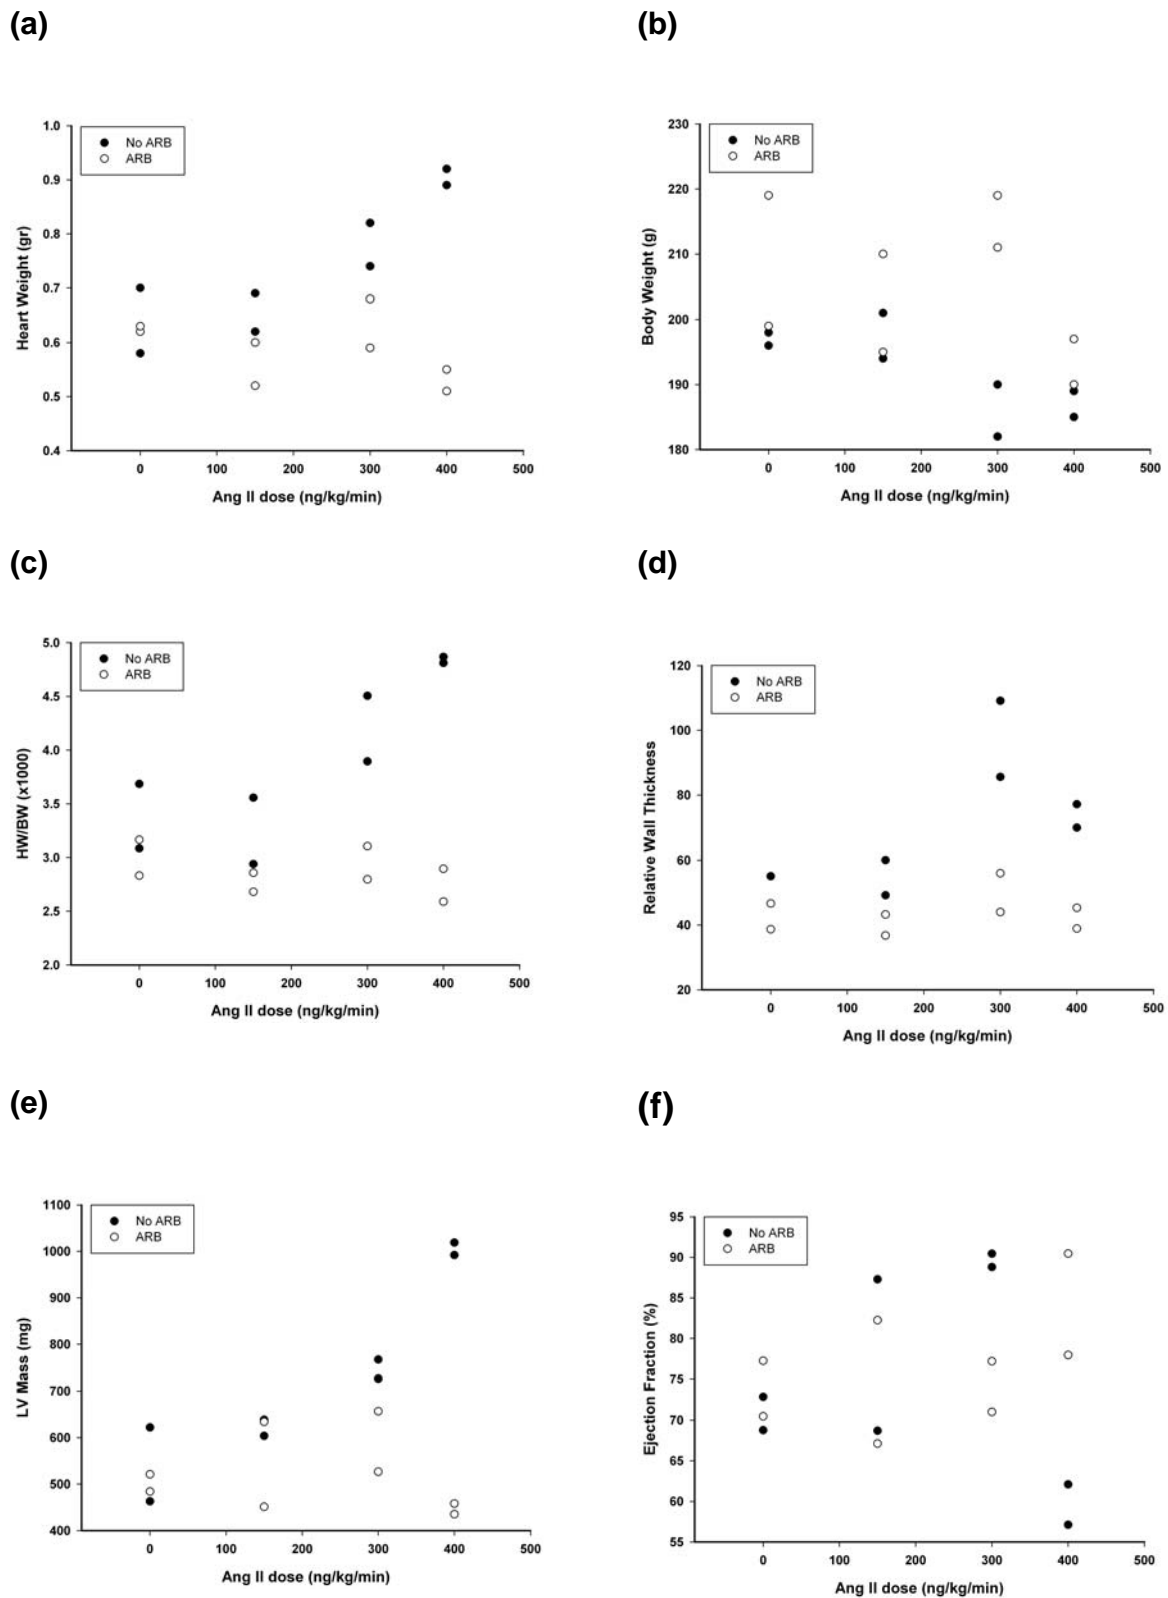 (a)
No ARB
ARB
1.0
0.9
0.8
0.7
0.6
0.5
0.4
Heart Weight (gr)
0 100 200 300 400 500
Ang II dose (ng/kg/min)
(b)
No ARB
ARB
230
220
210
200
190
180
Body Weight (g)
0 100 200 300 400 500
Ang II dose (ng/kg/min)
(c)
No ARB
ARB
5.0
4.5
4.0
3.5
3.0
2.5
2.0
HW/BW (x1000)
0 100 200 300 400 500
Ang II dose (ng/kg/min)
(d)
No ARB
ARB
120
100
80
60
40
20
Relative Wall Thickness
0 100 200 300 400 500
Ang II dose (ng/kg/min)
(e)
No ARB
ARB
1100
1000
900
800
700
600
500
400
LV Mass (mg)
0 100 200 300 400 500
Ang II dose (ng/kg/min)
(f)
No ARB
ARB
95
90
85
80
75
70
65
60
55
Ejection Fraction (%)
0 100 200 300 400 500
Ang II dose (ng/kg/min)